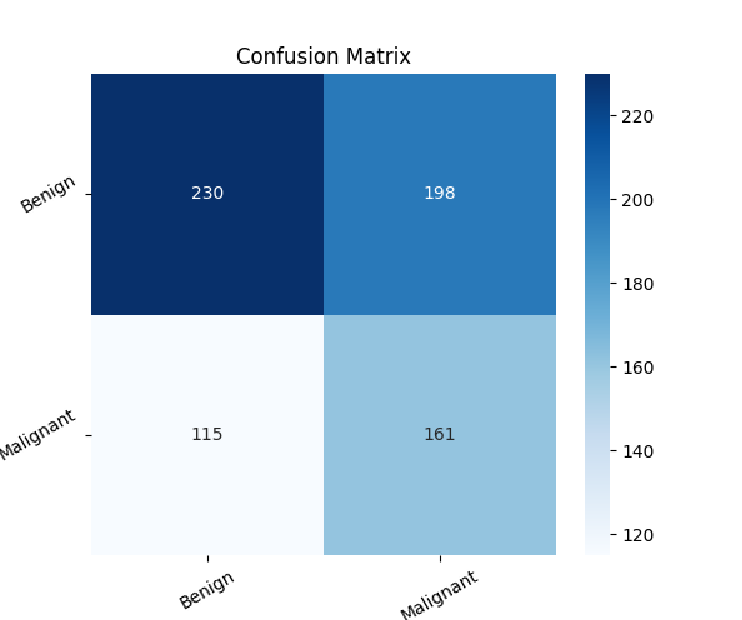 Confusion Matrix
220
Benign
230
198
200
180
160
Malignant
115
161
140
120
Benign
Malignant